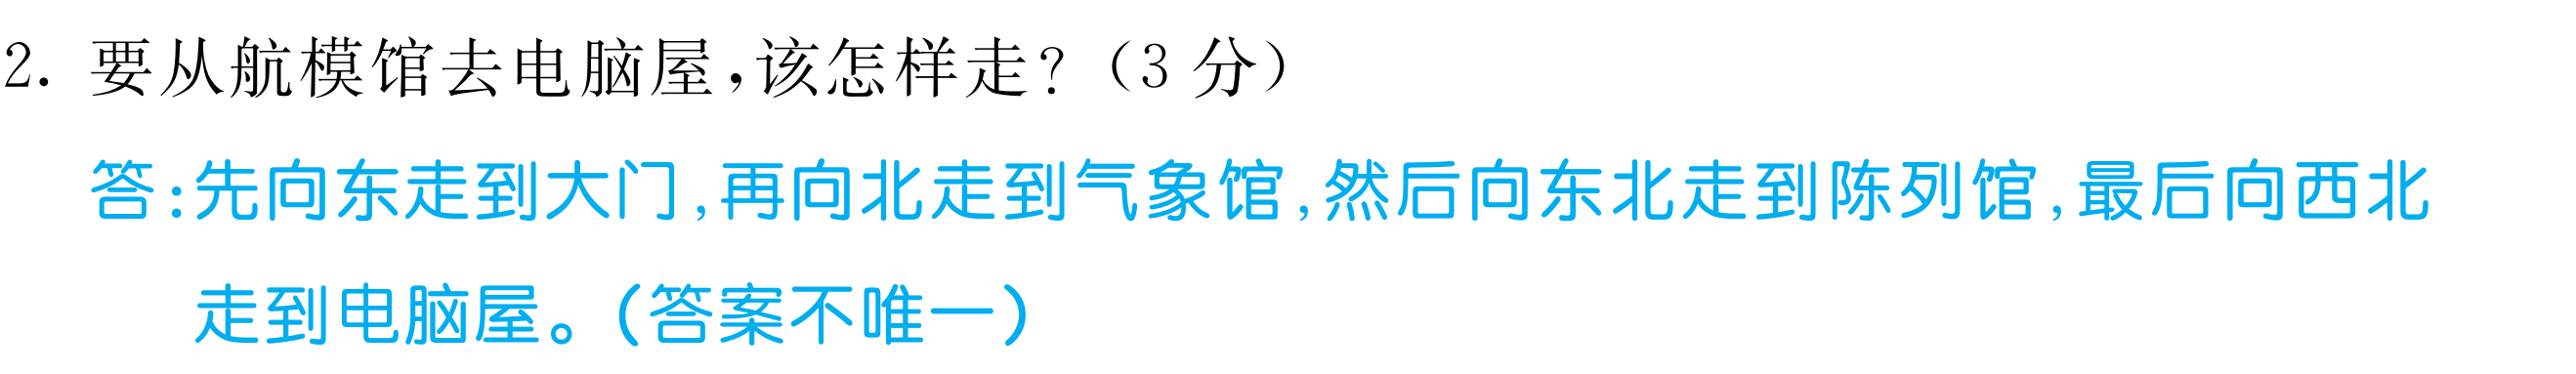 2. 要从航模馆去电脑屋,该怎样走?(3 分)
答:先向东走到大门,再向北走到气象馆,然后向东北走到陈列馆,最后向西北
走到电脑屋。(答案不唯一)